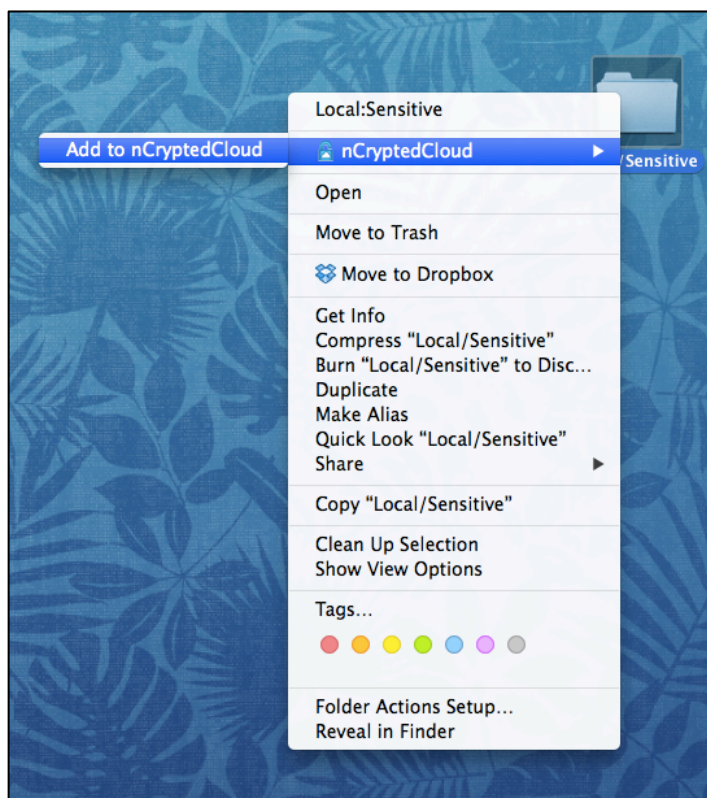 Local:Sensitive
Add to nCryptedCloud
nCryptedCloud
/Sensitive
Open
Move to Trash
Move to Dropbox
Get Info
Compress “Local/Sensitive”
Burn “Local/Sensitive” to Disc...
Duplicate
Make Alias
Quick Look “Local/Sensitive”
Share
Copy “Local/Sensitive”
Clean Up Selection
Show View Options
Tags...
Folder Actions Setup...
Reveal in Finder